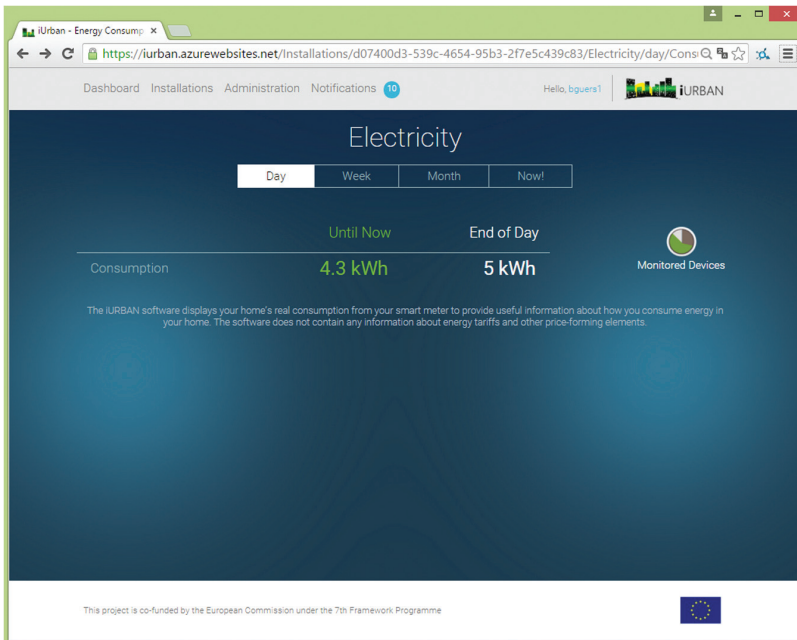 iUrban - Energy Consump
https://iurban.azurewebsites.net/Installations/d07400d3-539c-4654-95b3-2f7e5c439c83/Electricity/day/Cons
Dashboard Installations Administration Notifications 10 Hello, bguers1 iURBAN
Electricity
Day Week Month Now!
Until Now End of Day
Consumption 4.3 kWh 5 kWh
Monitored Devices
The iURBAN software displays your home's real consumption from your smart meter to provide useful information about how you consume energy in
your home. The software does not contain any information about energy tariffs and other price-forming elements.
This project is co-funded by the European Commission under the 7th Framework Programme